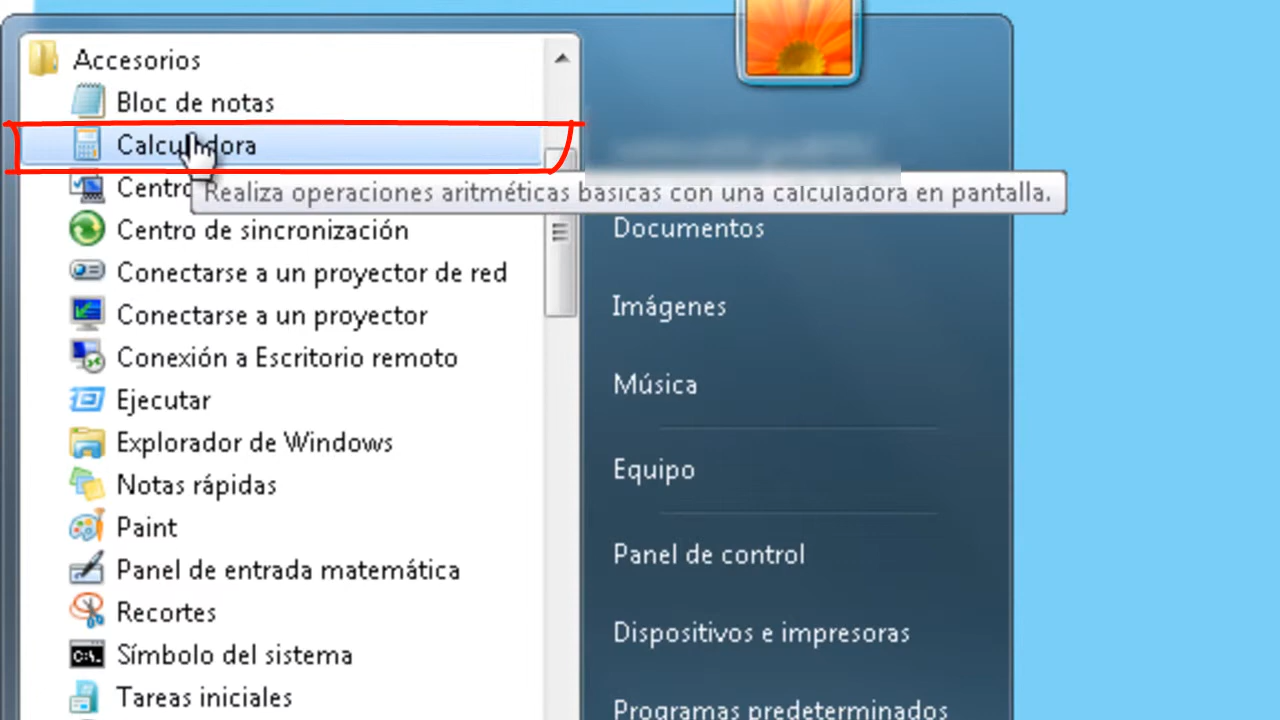 Accesorios
Bloc de notas
Calculadora
Centro
Realiza operaciones aritméticas básicas con una calculadora en pantalla.
Centro de sincronización
Conectarse a un proyector de red
Conectarse a un proyector
Conexión a Escritorio remoto
Ejecutar
Explorador de Windows
Notas rápidas
Paint
Panel de entrada matemática
Recortes
C:\.
Símbolo del sistema
Tareas iniciales
Documentos
Imágenes
Música
Equipo
Panel de control
Dispositivos e impresoras
Programas predeterminados